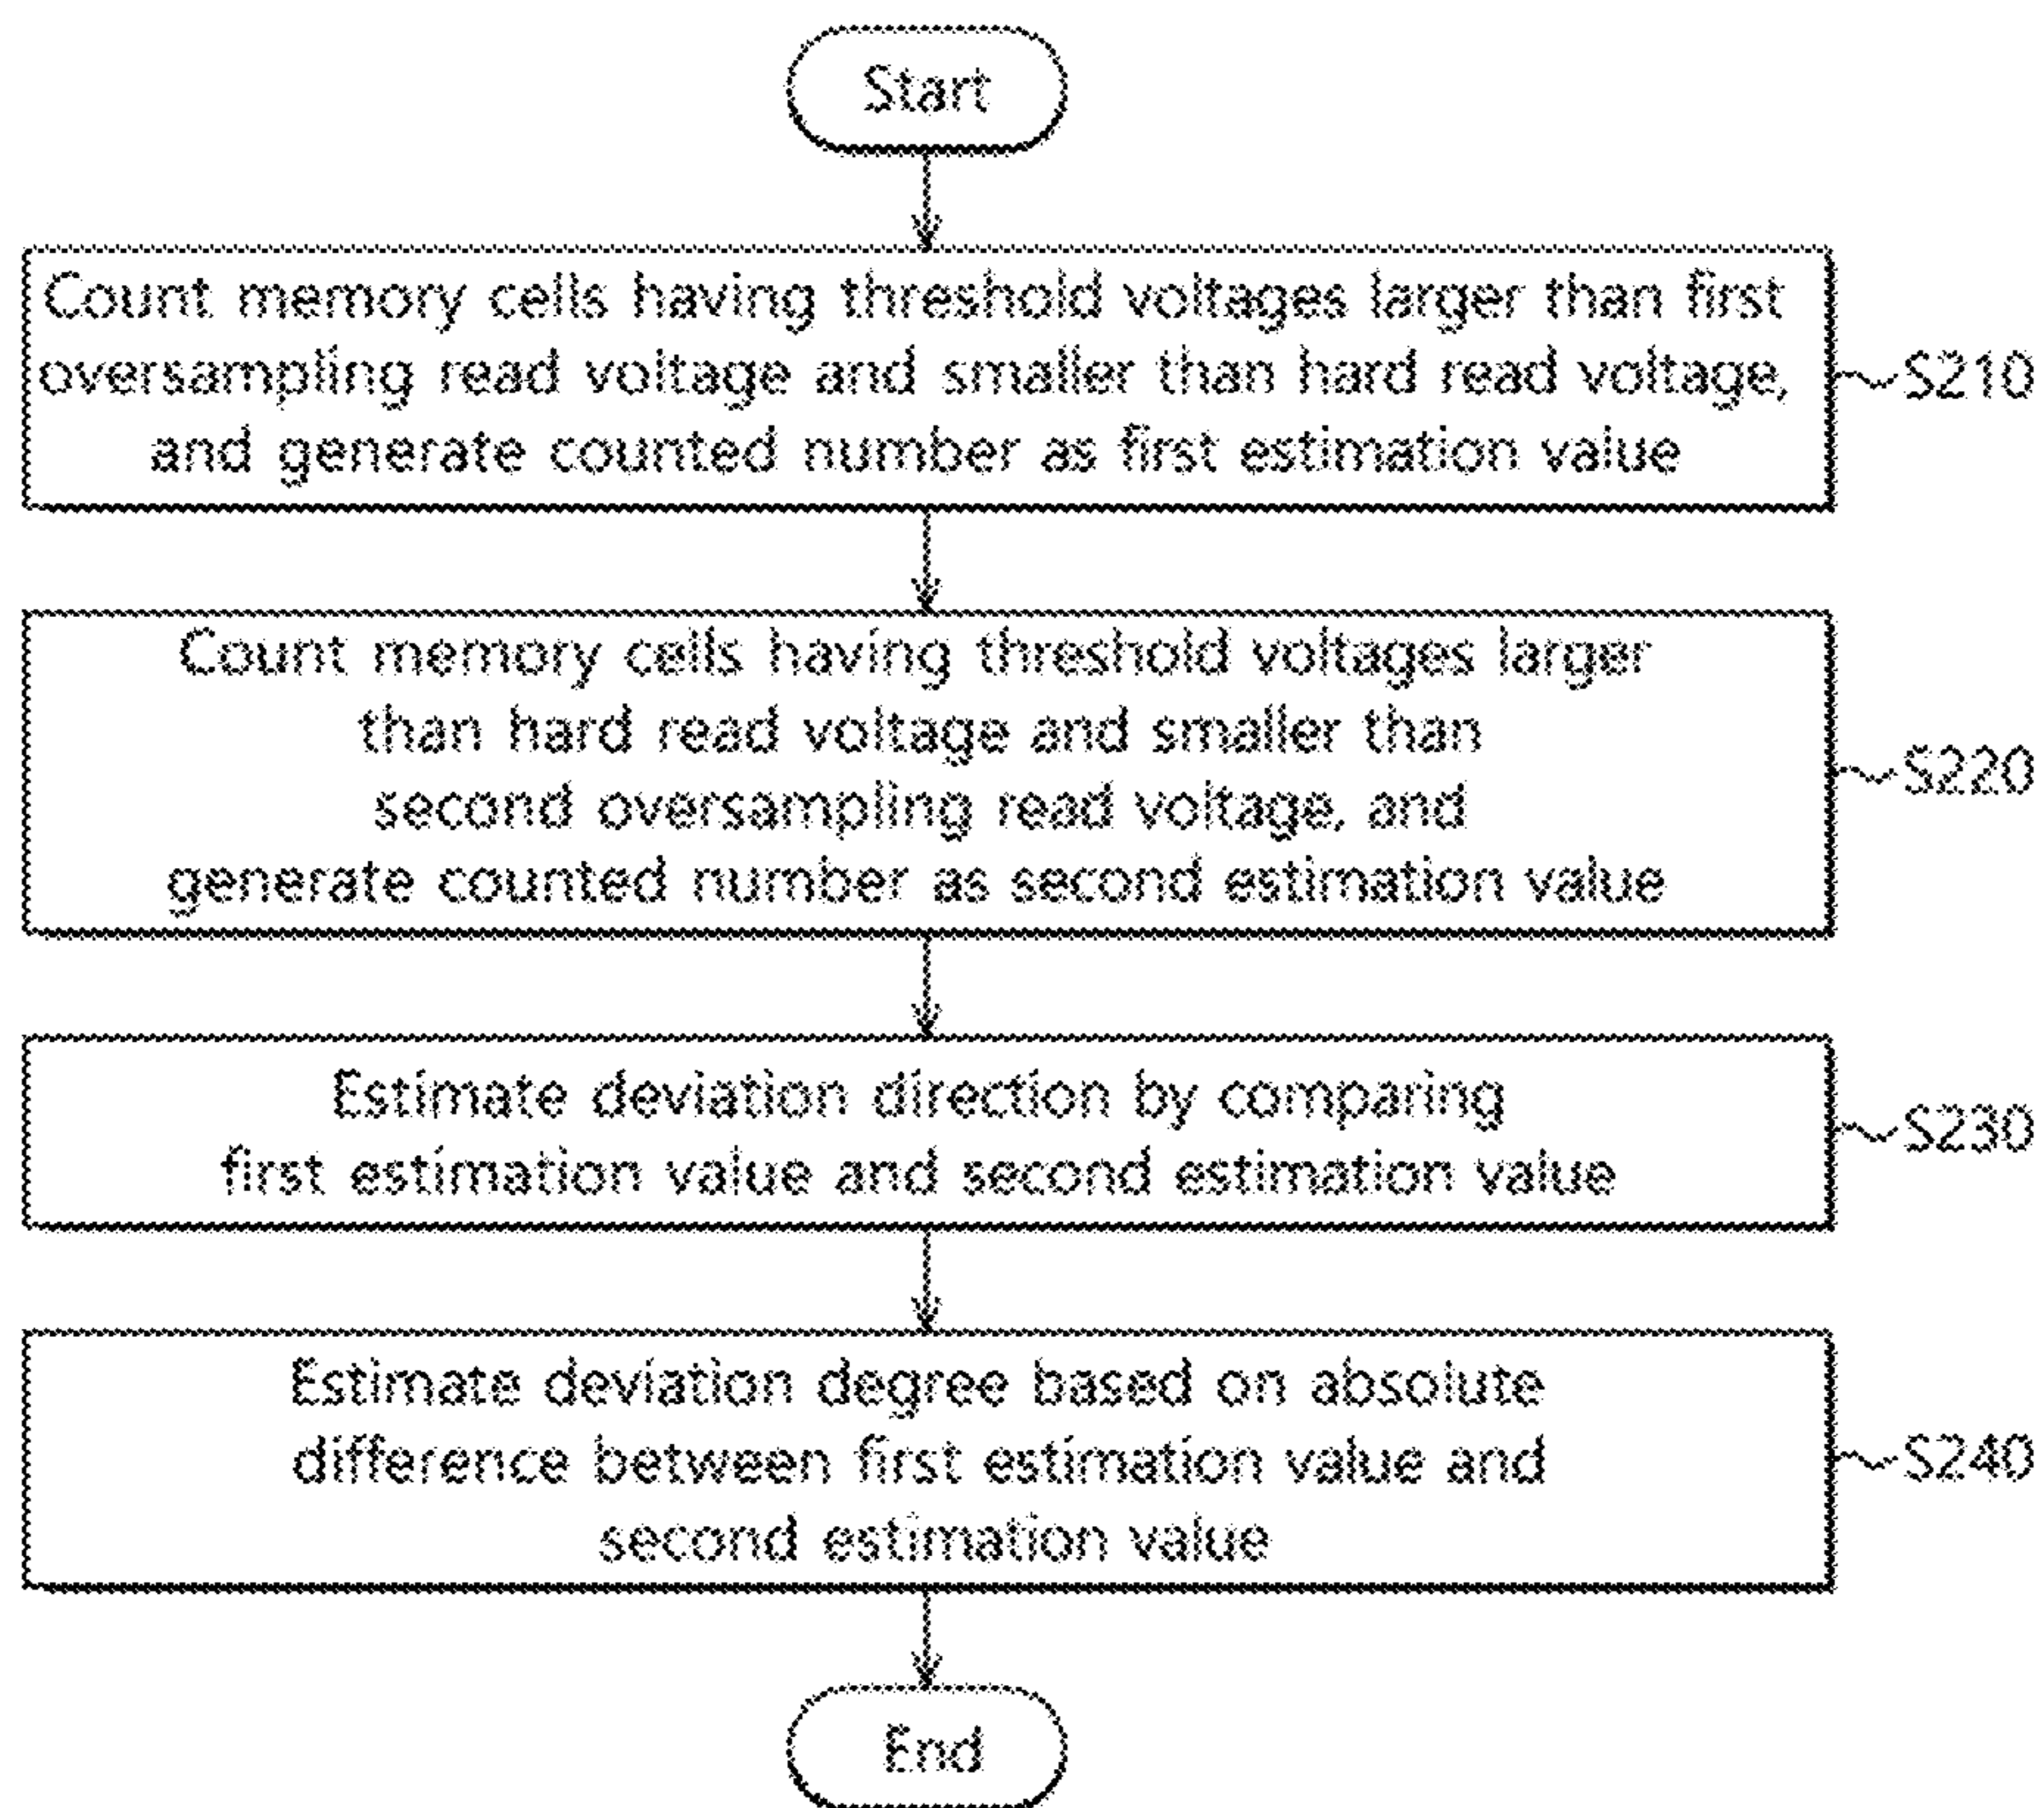 Start
Count memory cells having threshold voltages larger than first
oversampling read voltage and smaller than hard read voltage,
and generate counted number as first estimation value
S210
Count memory cells having threshold voltages larger
than hard read voltage and smaller than
second oversampling read voltage, and
generate counted number as second estimation value
S220
Estimate deviation direction by comparing
first estimation value and second estimation value
S230
Estimate deviation degree based on absolute
difference between first estimation value and
second estimation value
S240
End